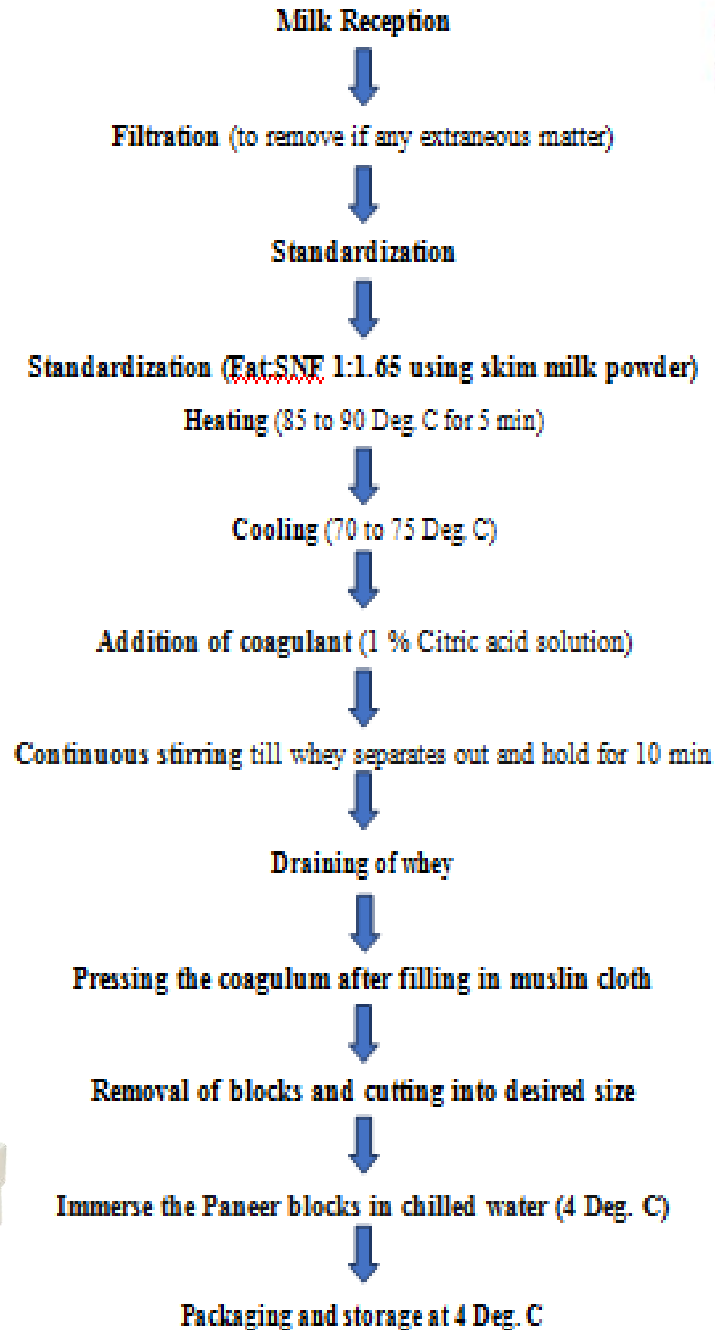 Milk Reception
Filtration (to remove if any extraneous matter)
Standardization
Standardization (Fat:SNF 1:1.65 using skim milk powder)
Heating (85 to 90 Deg. C for 5 min)
Cooling (70 to 75 Deg. C)
Addition of coagulant (1 % Citric acid solution)
Continuous stirring till whey separates out and hold for 10 min
Draining of whey
Pressing the coagulum after filling in muslin cloth
Removal of blocks and cutting into desired size
Immerse the Paneer blocks in chilled water (4 Deg. C)
Packaging and storage at 4 Deg. C